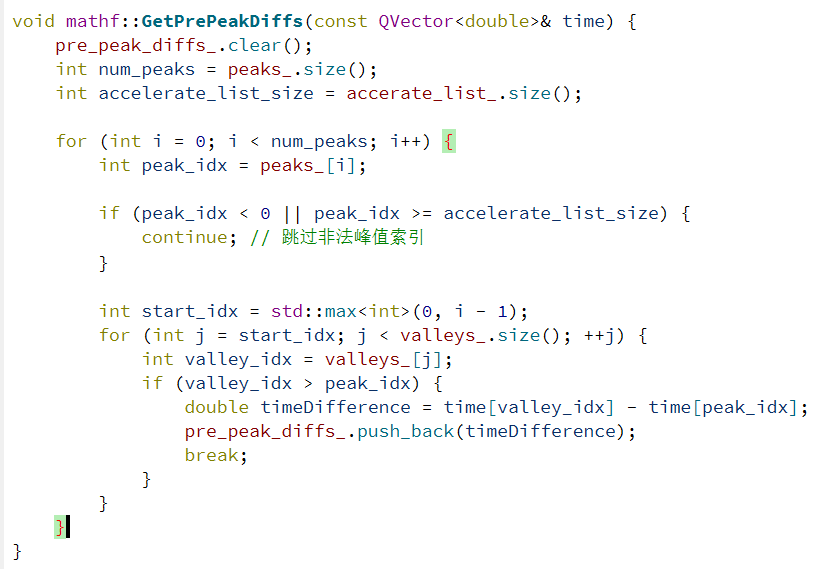 void mathf::GetPrePeakDiffs(const QVector<double>& time) {
    pre_peak_diffs_.clear();
    int num_peaks = peaks_.size();
    int accelerate_list_size = accerate_list_.size();

    for (int i = 0; i < num_peaks; i++) {
        int peak_idx = peaks_[i];

        if (peak_idx < 0 || peak_idx >= accelerate_list_size) {
            continue; // 跳过非法峰值索引
        }

        int start_idx = std::max<int>(0, i - 1);
        for (int j = start_idx; j < valleys_.size(); ++j) {
            int valley_idx = valleys_[j];
            if (valley_idx > peak_idx) {
                double timeDifference = time[valley_idx] - time[peak_idx];
                pre_peak_diffs_.push_back(timeDifference);
                break;
            }
        }
    }
}